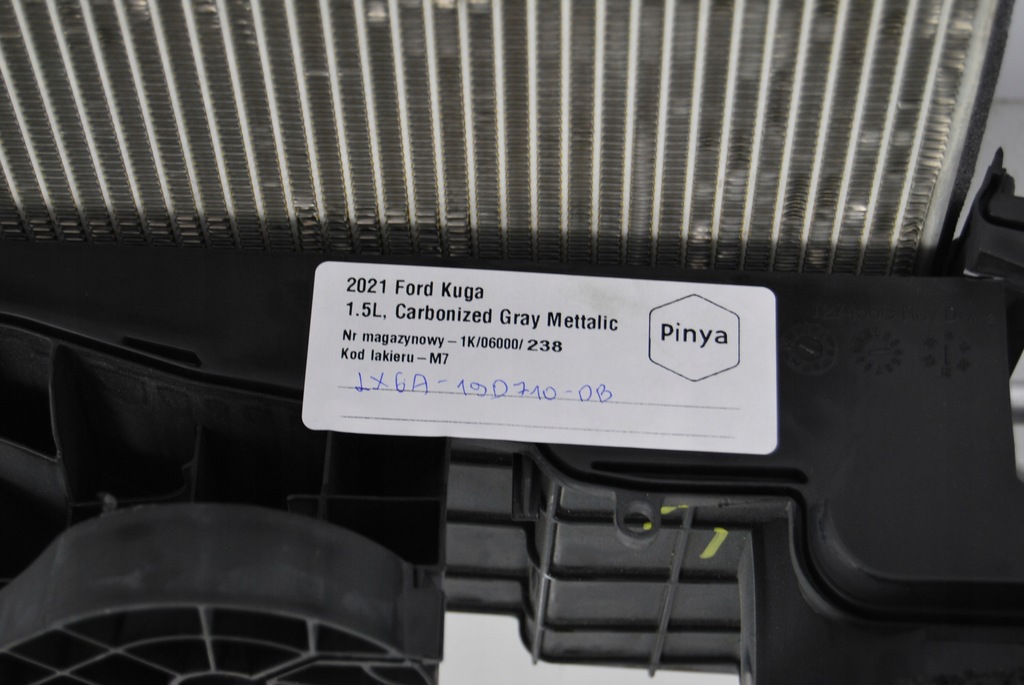 2021 Ford Kuga
1.5L, Carbonized Gray Mettalic
Nr magazynowy – 1K/06000/238
Kod lakieru – M7
LX6A-19D710-DB
Pinya